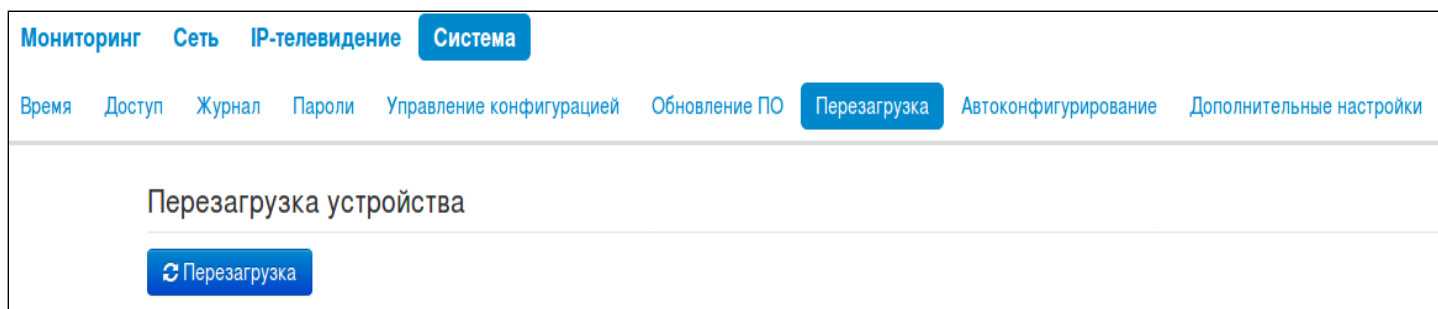 Мониторинг Сеть IP-телевидение Система
Время Доступ Журнал Пароли Управление конфигурацией Обновление ПО Перезагрузка Автоконфигурирование Дополнительные настройки
Перезагрузка устройства
Перезагрузка